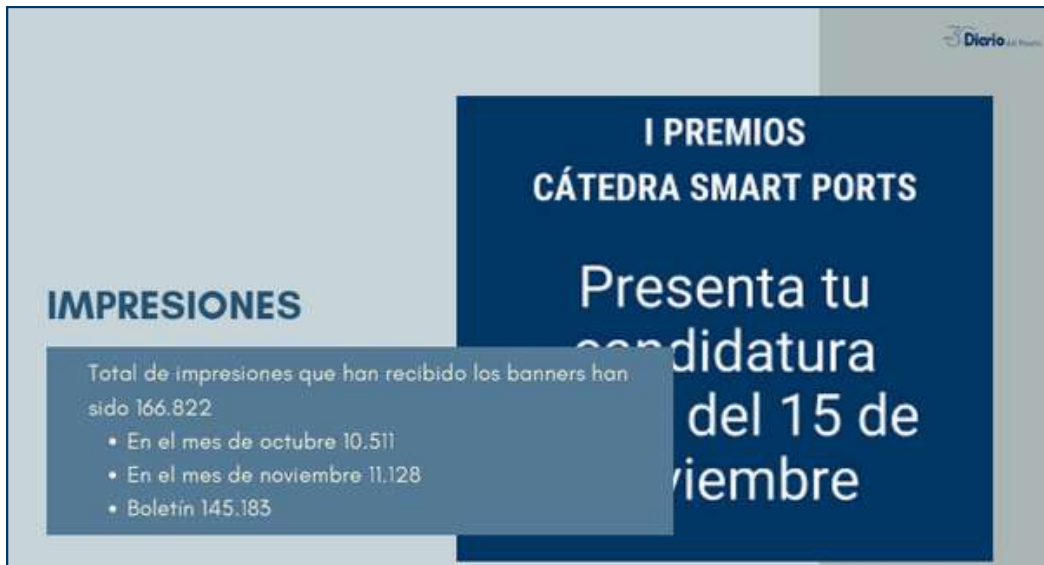 Diario
I PREMIOS
CÁTEDRA SMART PORTS
Presenta tu
didatura
del 15 de
viembre
IMPRESIONES
Total de impresiones que han recibido los banners han
sido 166.822
• En el mes de octubre 10.511
• En el mes de noviembre 11.128
• Boletín 145.183